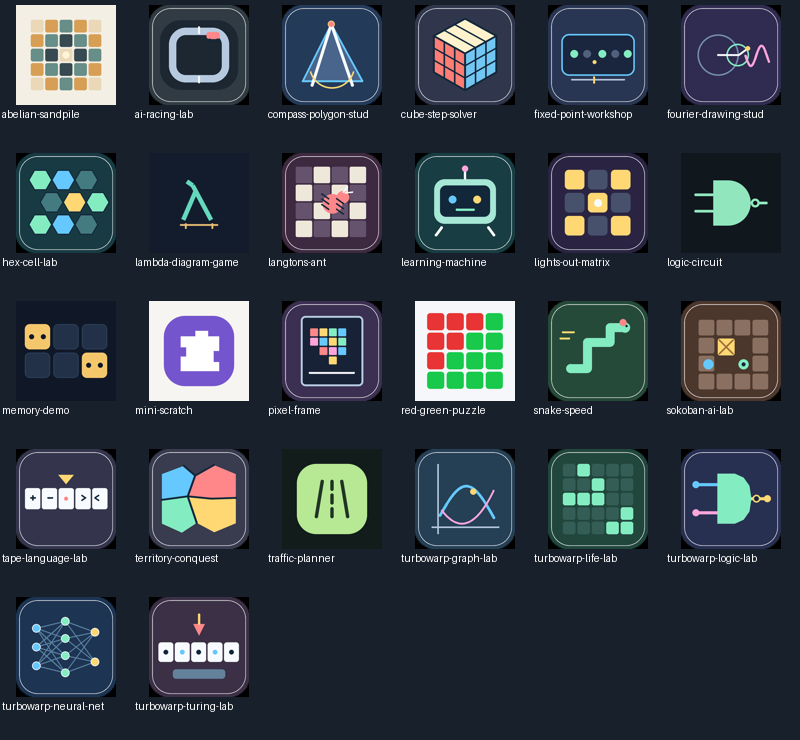 abelian-sandpile
ai-racing-lab
compass-polygon-stud
cube-step-solver
fixed-point-workshop
fourier-drawing-stud
hex-cell-lab
lambda-diagram-game
langtons-ant
learning-machine
lights-out-matrix
logic-circuit
memory-demo
mini-scratch
pixel-frame
red-green-puzzle
snake-speed
sokoban-ai-lab
+ - > <
tape-language-lab
territory-conquest
traffic-planner
turbowarp-graph-lab
turbowarp-life-lab
turbowarp-logic-lab
turbowarp-neural-net
turbowarp-turing-lab